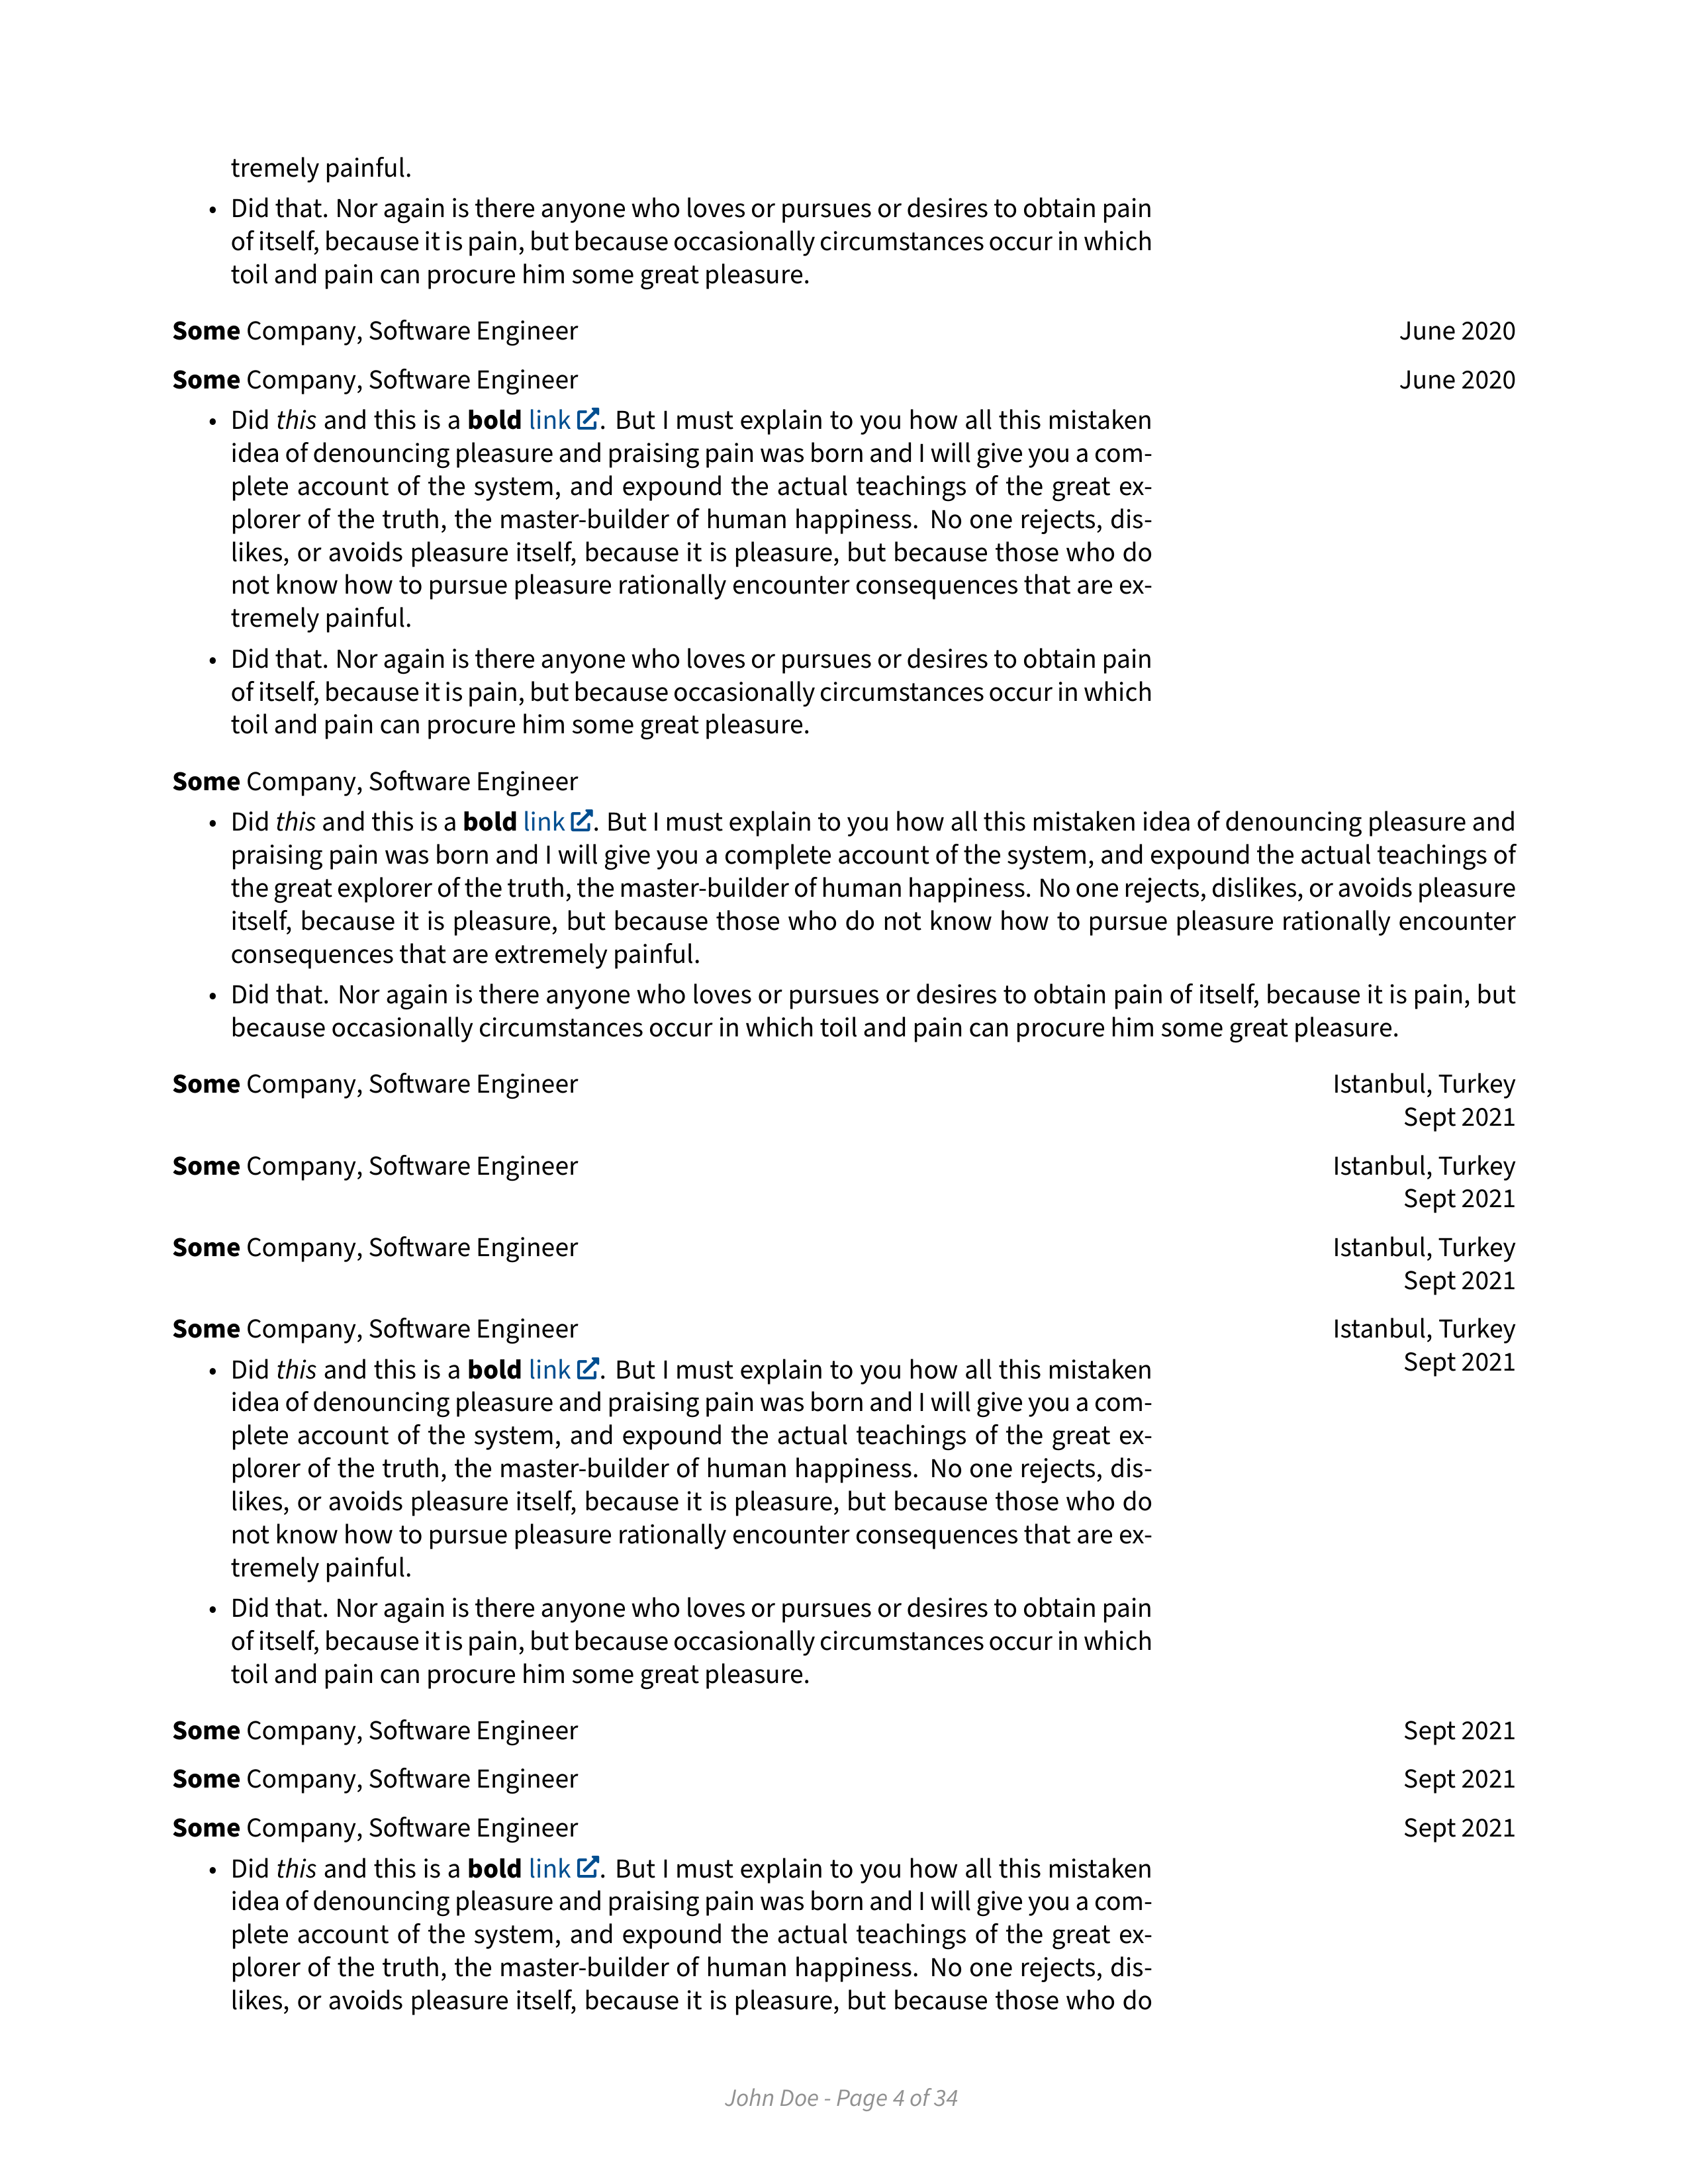 tremely painful.
• Did that. Nor again is there anyone who loves or pursues or desires to obtain pain
of itself, because it is pain, but because occasionally circumstances occur in which
toil and pain can procure him some great pleasure.
Some Company, Software Engineer June 2020
Some Company, Software Engineer June 2020
• Did this and this is a bold link. But I must explain to you how all this mistaken
idea of denouncing pleasure and praising pain was born and I will give you a com-
plete account of the system, and expound the actual teachings of the great ex-
plorer of the truth, the master-builder of human happiness. No one rejects, dis-
likes, or avoids pleasure itself, because it is pleasure, but because those who do
not know how to pursue pleasure rationally encounter consequences that are ex-
tremely painful.
• Did that. Nor again is there anyone who loves or pursues or desires to obtain pain
of itself, because it is pain, but because occasionally circumstances occur in which
toil and pain can procure him some great pleasure.
Some Company, Software Engineer
• Did this and this is a bold link. But I must explain to you how all this mistaken idea of denouncing pleasure and
praising pain was born and I will give you a complete account of the system, and expound the actual teachings of
the great explorer of the truth, the master-builder of human happiness. No one rejects, dislikes, or avoids pleasure
itself, because it is pleasure, but because those who do not know how to pursue pleasure rationally encounter
consequences that are extremely painful.
• Did that. Nor again is there anyone who loves or pursues or desires to obtain pain of itself, because it is pain, but
because occasionally circumstances occur in which toil and pain can procure him some great pleasure.
Some Company, Software Engineer Istanbul, Turkey
Sept 2021
Some Company, Software Engineer Istanbul, Turkey
Sept 2021
Some Company, Software Engineer Istanbul, Turkey
Sept 2021
Some Company, Software Engineer Istanbul, Turkey
Sept 2021
• Did this and this is a bold link. But I must explain to you how all this mistaken
idea of denouncing pleasure and praising pain was born and I will give you a com-
plete account of the system, and expound the actual teachings of the great ex-
plorer of the truth, the master-builder of human happiness. No one rejects, dis-
likes, or avoids pleasure itself, because it is pleasure, but because those who do
not know how to pursue pleasure rationally encounter consequences that are ex-
tremely painful.
• Did that. Nor again is there anyone who loves or pursues or desires to obtain pain
of itself, because it is pain, but because occasionally circumstances occur in which
toil and pain can procure him some great pleasure.
Some Company, Software Engineer Sept 2021
Some Company, Software Engineer Sept 2021
Some Company, Software Engineer Sept 2021
• Did this and this is a bold link. But I must explain to you how all this mistaken
idea of denouncing pleasure and praising pain was born and I will give you a com-
plete account of the system, and expound the actual teachings of the great ex-
plorer of the truth, the master-builder of human happiness. No one rejects, dis-
likes, or avoids pleasure itself, because it is pleasure, but because those who do
John Doe - Page 4 of 34